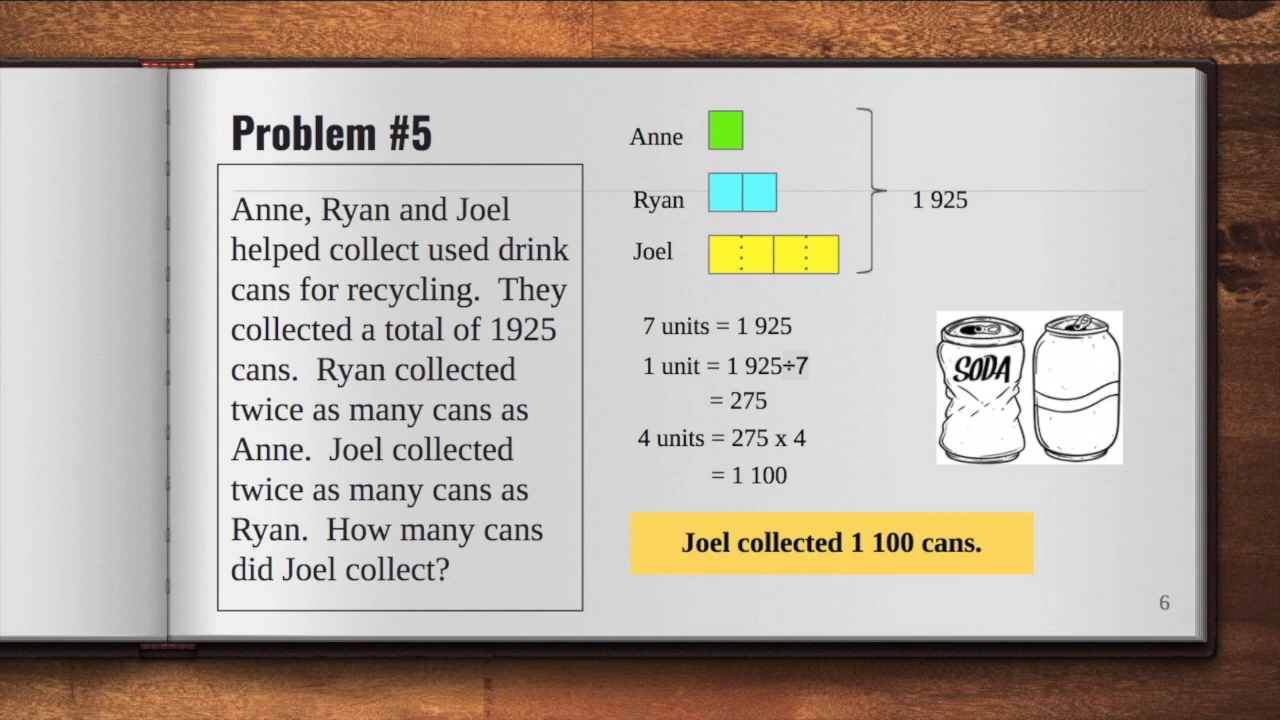 Problem #5
Anne, Ryan and Joel
helped collect used drink
cans for recycling. They
collected a total of 1925
cans. Ryan collected
twice as many cans as
Anne. Joel collected
twice as many cans as
Ryan. How many cans
did Joel collect?
Anne
Ryan
Joel
1 925
7 units = 1 925
1 unit = 1 925÷7
= 275
4 units = 275 x 4
= 1 100
SODA
Joel collected 1 100 cans.
6